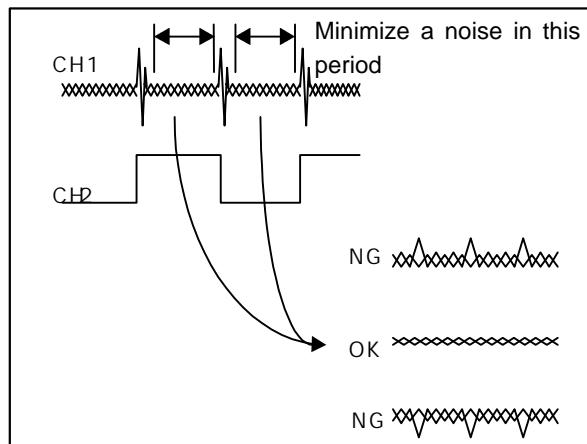 Minimize a noise in this
period
CH1
CH2
NG
OK
NG